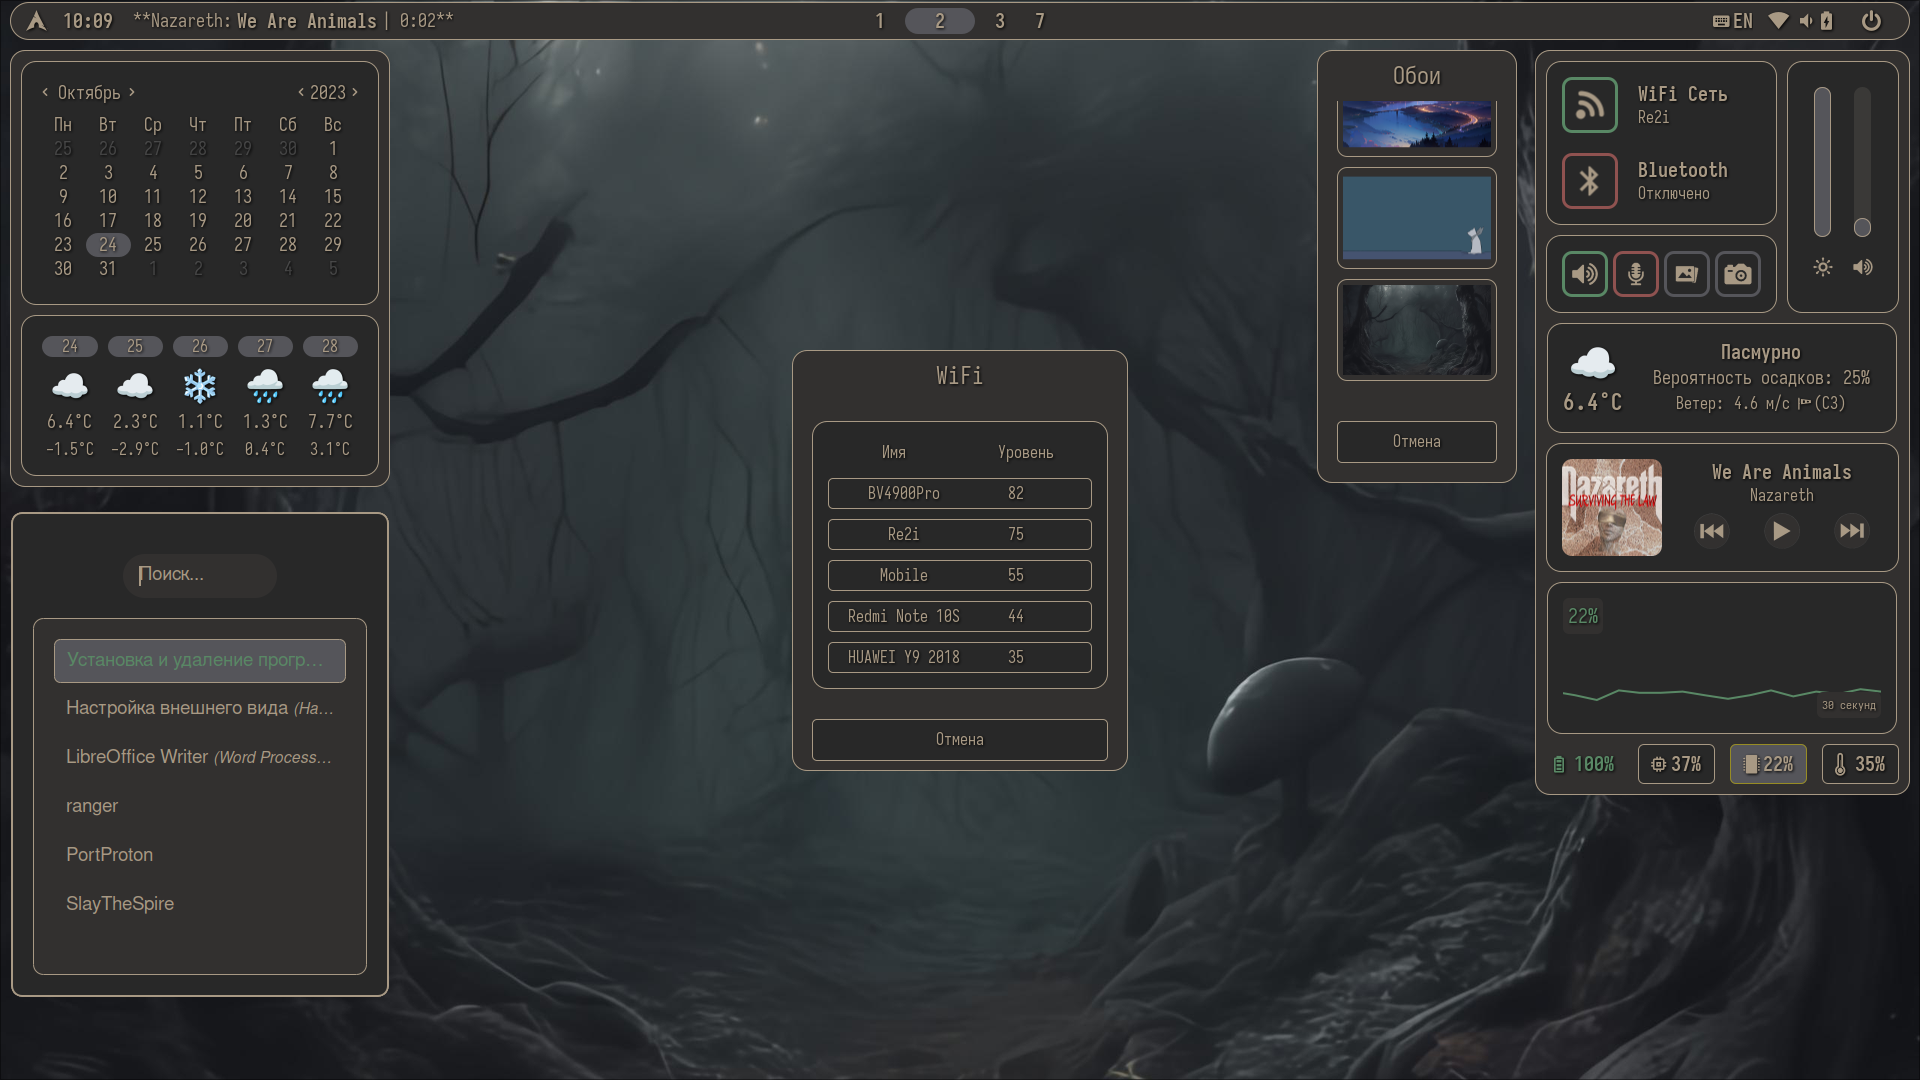 10:09 **Nazareth: We Are Animals | 0:02**
1 2 3 7
EN
‹ Октябрь › ‹ 2023 ›
Пн Вт Ср Чт Пт Сб Вс
25 26 27 28 29 30 1
2 3 4 5 6 7 8
9 10 11 12 13 14 15
16 17 18 19 20 21 22
23 24 25 26 27 28 29
30 31 1 2 3 4 5
24 25 26 27 28
6.4°C 2.3°C 1.1°C 1.3°C 7.7°C
-1.5°C -2.9°C -1.0°C 0.4°C 3.1°C
Поиск...
Установка и удаление прогр...
Настройка внешнего вида (На...
LibreOffice Writer (Word Process...
ranger
PortProton
SlayTheSpire
WiFi
Имя Уровень
BV4900Pro 82
Re2i 75
Mobile 55
Redmi Note 10S 44
HUAWEI Y9 2018 35
Отмена
Обои
Отмена
WiFi Сеть
Re2i
Bluetooth
Отключено
Пасмурно
Вероятность осадков: 25%
6.4°C
Ветер: 4.6 м/с (СЗ)
Nazareth
SURVIVING THE LAW
We Are Animals
Nazareth
22%
30 секунд
100% 37% 22% 35%